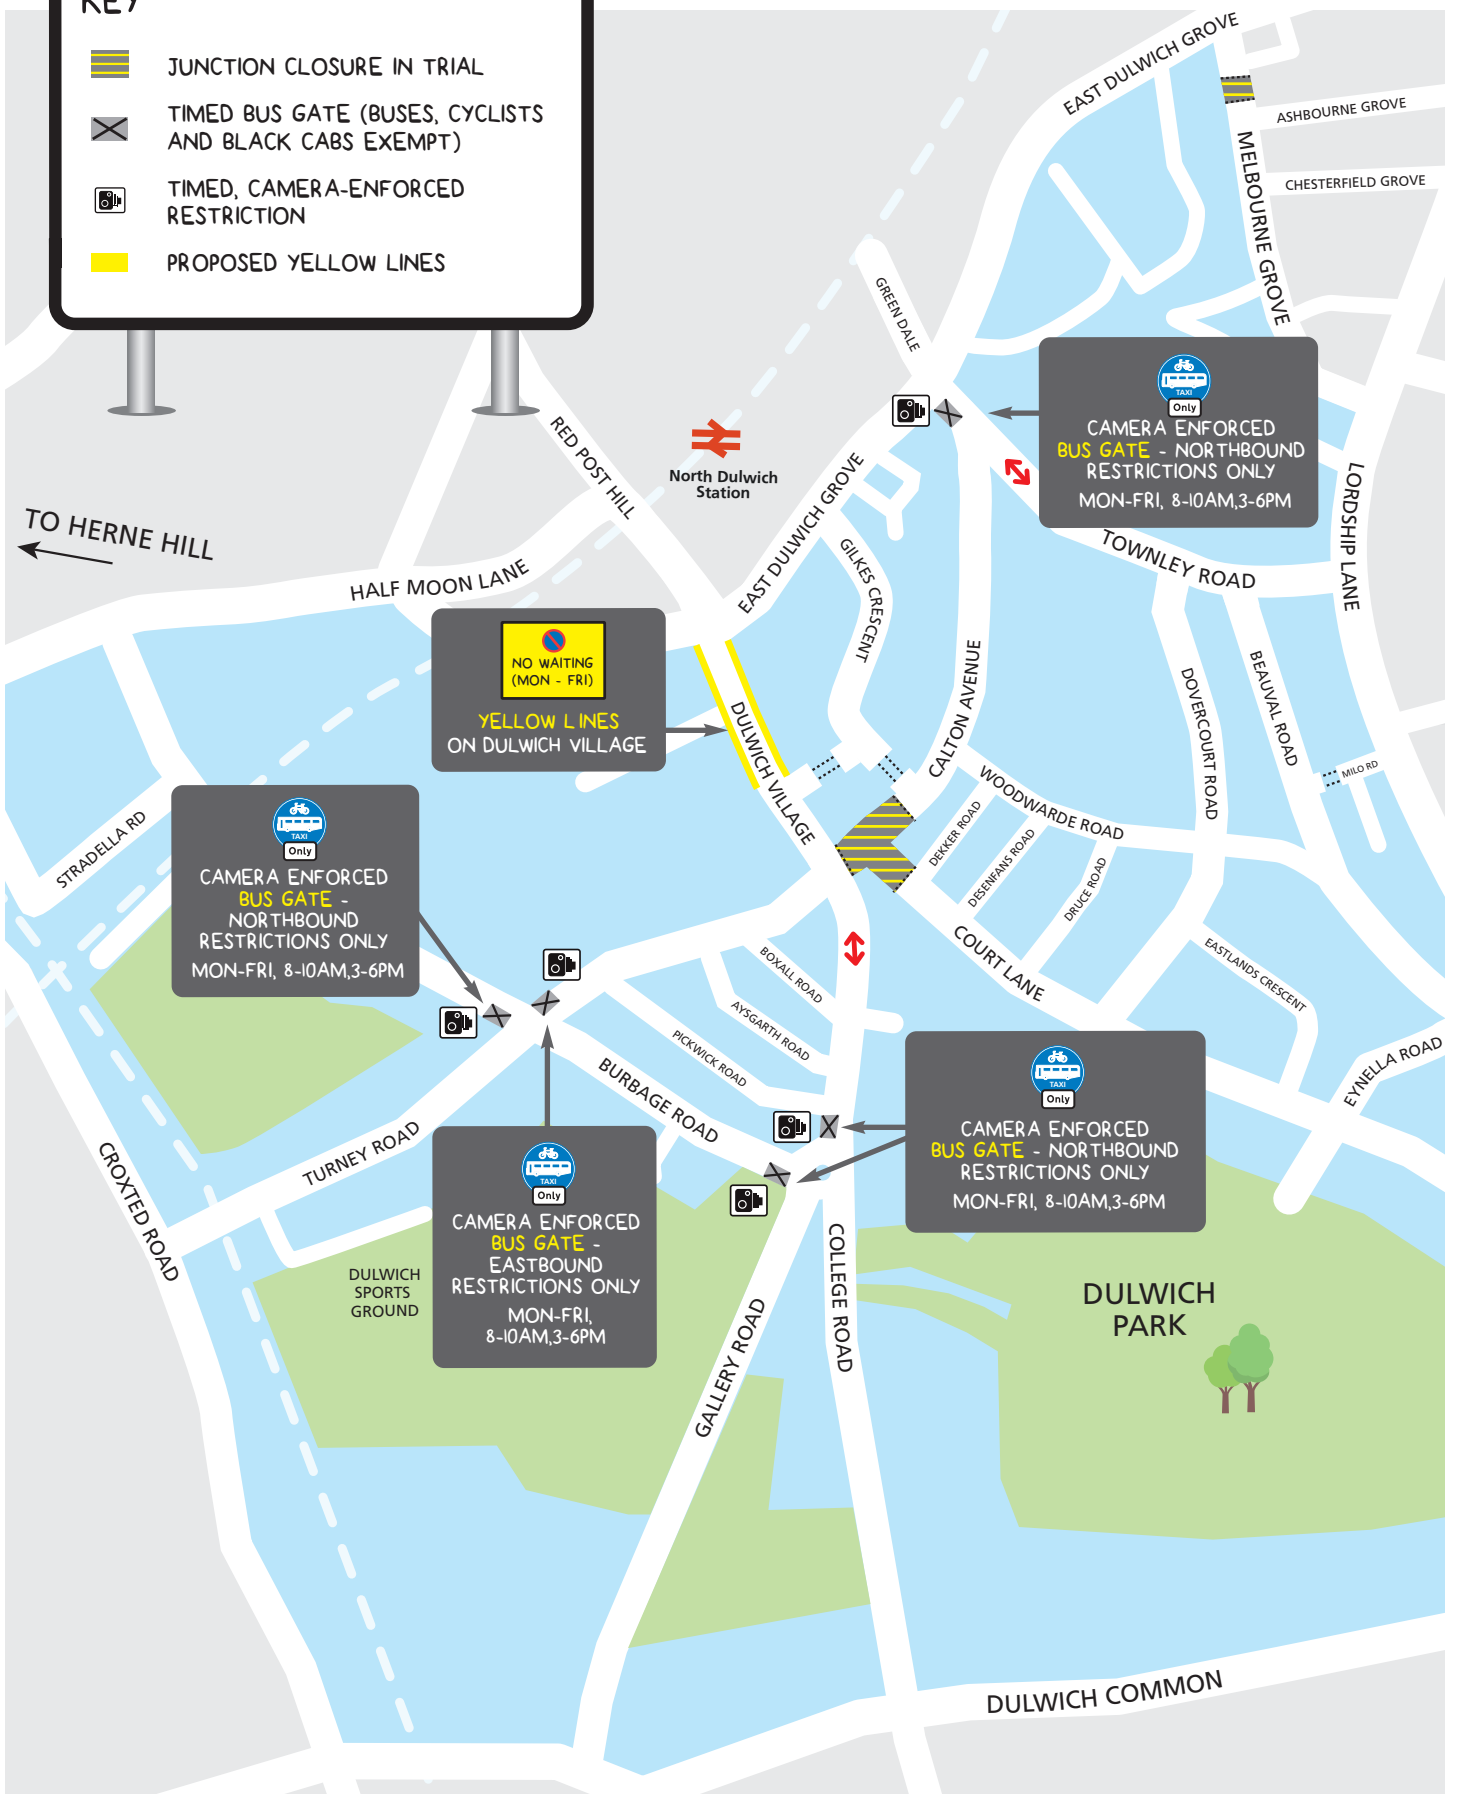 KEY
JUNCTION CLOSURE IN TRIAL
TIMED BUS GATE (BUSES, CYCLISTS
AND BLACK CABS EXEMPT)
TIMED, CAMERA-ENFORCED
RESTRICTION
PROPOSED YELLOW LINES
EAST DULWICH GROVE
ASHBOURNE GROVE
MELBOURNE GROVE
CHESTERFIELD GROVE
GREEN DALE
TAXI
Only
CAMERA ENFORCED
BUS GATE - NORTHBOUND
RESTRICTIONS ONLY
MON-FRI, 8-10AM,3-6PM
RED POST HILL
North Dulwich
Station
EAST DULWICH GROVE
LORDSHIP LANE
TO HERNE HILL
HALF MOON LANE
GILKES CRESCENT
TOWNLEY ROAD
NO WAITING
(MON - FRI)
YELLOW LINES
ON DULWICH VILLAGE
DULWICH VILLAGE
CALTON AVENUE
DOVERCOURT ROAD
BEAUVAL ROAD
MILO RD
WOODWARDE ROAD
DEKKER ROAD
DESENFANS ROAD
DRUCE ROAD
STRADELLA RD
TAXI
Only
CAMERA ENFORCED
BUS GATE -
NORTHBOUND
RESTRICTIONS ONLY
MON-FRI, 8-10AM,3-6PM
COURT LANE
EASTLANDS CRESCENT
BOXALL ROAD
AYSGARTH ROAD
PICKWICK ROAD
BURBAGE ROAD
EYNELLA ROAD
TAXI
Only
CAMERA ENFORCED
BUS GATE - NORTHBOUND
RESTRICTIONS ONLY
MON-FRI, 8-10AM,3-6PM
TURNEY ROAD
CROXTED ROAD
TAXI
Only
CAMERA ENFORCED
BUS GATE -
EASTBOUND
RESTRICTIONS ONLY
MON-FRI,
8-10AM,3-6PM
DULWICH
SPORTS
GROUND
COLLEGE ROAD
GALLERY ROAD
DULWICH
PARK
DULWICH COMMON